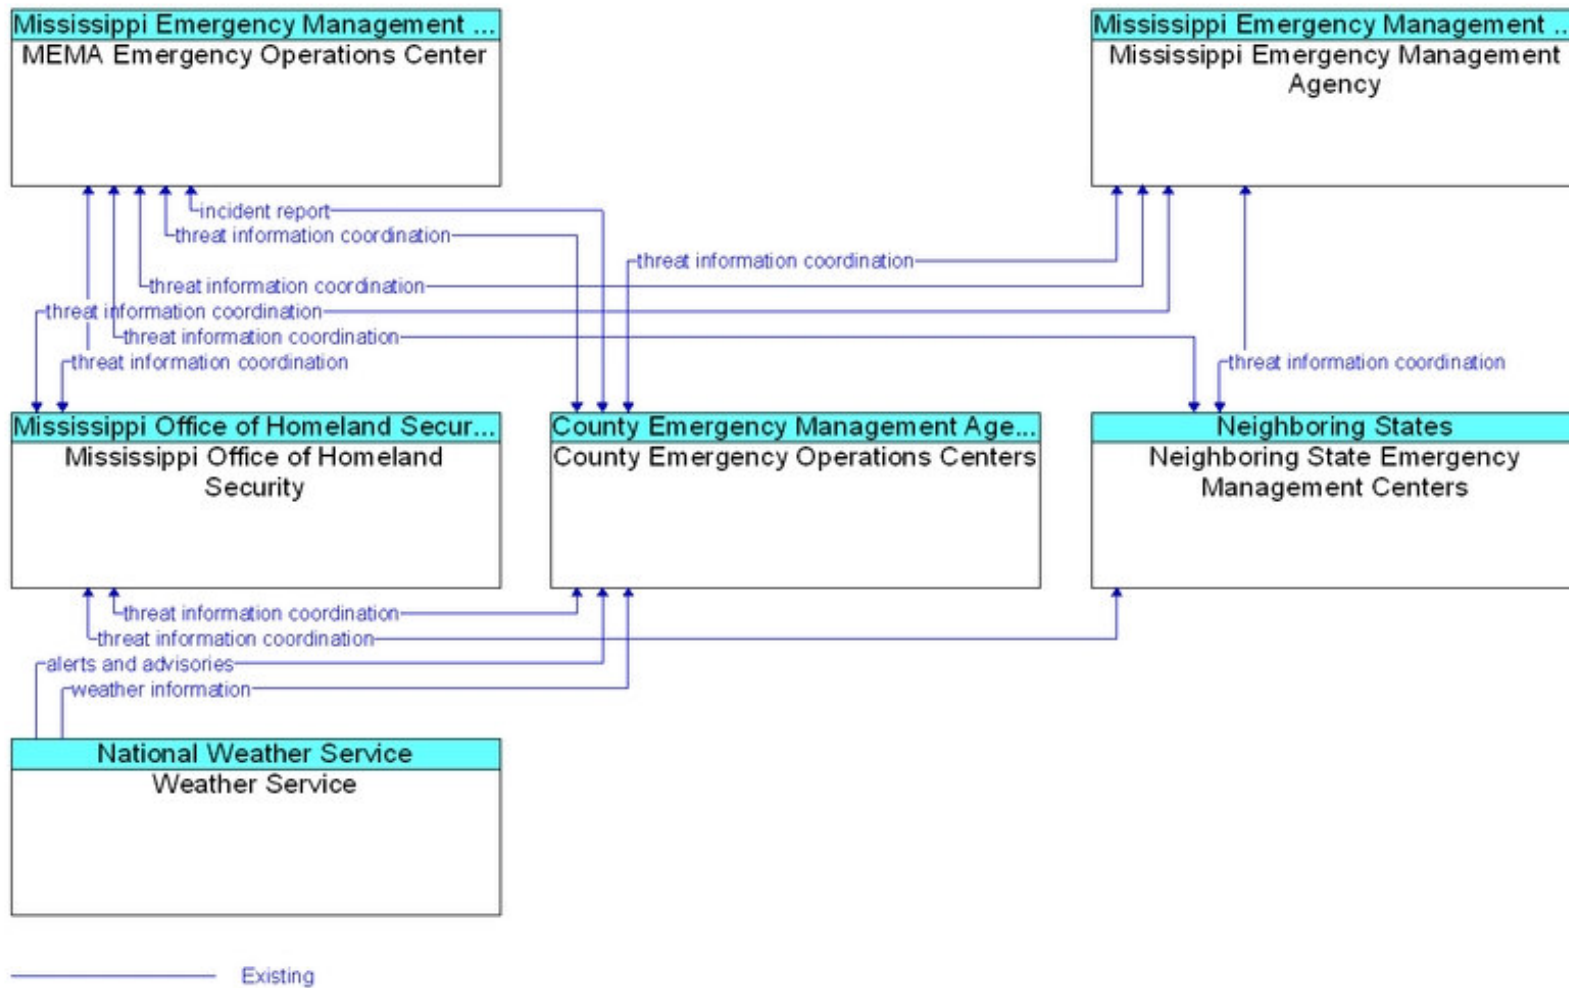 Mississippi Emergency Management ...
MEMA Emergency Operations Center
Mississippi Emergency Management ...
Mississippi Emergency Management
Agency
incident report
threat information coordination
threat information coordination
threat information coordination
threat information coordination
threat information coordination
threat information coordination
threat information coordination
Mississippi Office of Homeland Secur...
Mississippi Office of Homeland
Security
County Emergency Management Age...
County Emergency Operations Centers
Neighboring States
Neighboring State Emergency
Management Centers
threat information coordination
threat information coordination
alerts and advisories
weather information
National Weather Service
Weather Service
Existing